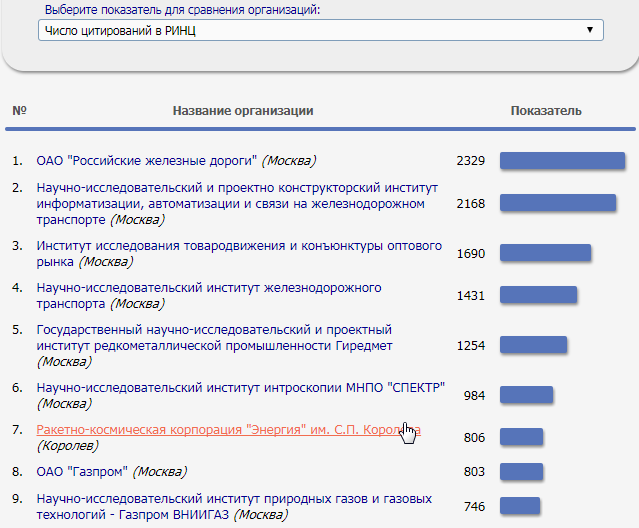 Выберите показатель для сравнения организаций:
Число цитирований в РИНЦ
№ Название организации Показатель
1. ОАО "Российские железные дороги" (Москва) 2329
2. Научно-исследовательский и проектно конструкторский институт
информатизации, автоматизации и связи на железнодорожном
транспорте (Москва) 2168
3. Институт исследования товародвижения и конъюнктуры оптового
рынка (Москва) 1690
4. Научно-исследовательский институт железнодорожного
транспорта (Москва) 1431
5. Государственный научно-исследовательский и проектный
институт редкометаллической промышленности Гиредмет
(Москва) 1254
6. Научно-исследовательский институт интроскопии МНПО "СПЕКТР"
(Москва) 984
7. Ракетно-космическая корпорация "Энергия" им. С.П. Королева
(Королев) 806
8. ОАО "Газпром" (Москва) 803
9. Научно-исследовательский институт природных газов и газовых
технологий - Газпром ВНИИГАЗ (Москва) 746